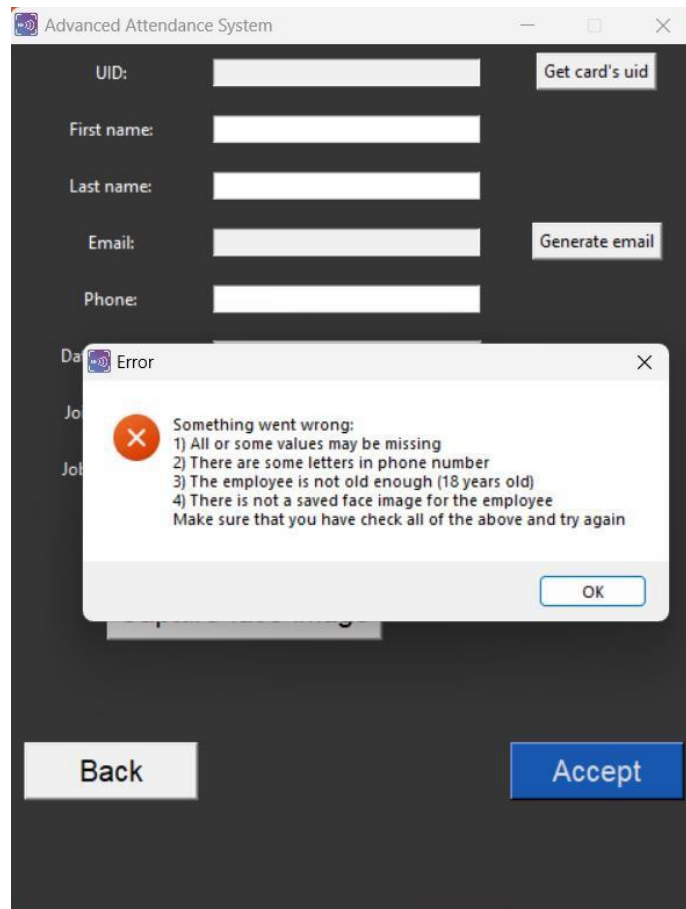 Advanced Attendance System
UID:
Get card's uid
First name:
Last name:
Email:
Generate email
Phone:
Error
Something went wrong:
1) All or some values may be missing
2) There are some letters in phone number
3) The employee is not old enough (18 years old)
4) There is not a saved face image for the employee
Make sure that you have check all of the above and try again
OK
Back
Accept